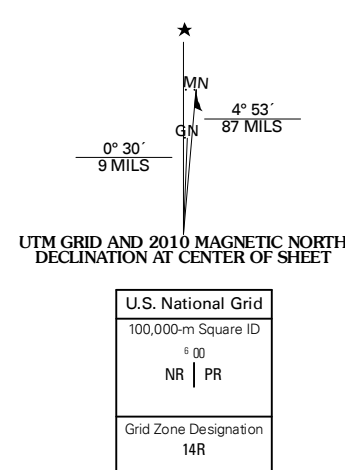 ★
MN
4° 53´
87 MILS
GN
0° 30´
9 MILS
UTM GRID AND 2010 MAGNETIC NORTH
DECLINATION AT CENTER OF SHEET
U.S. National Grid
100,000-m Square ID
6 00
NR PR
Grid Zone Designation
14R